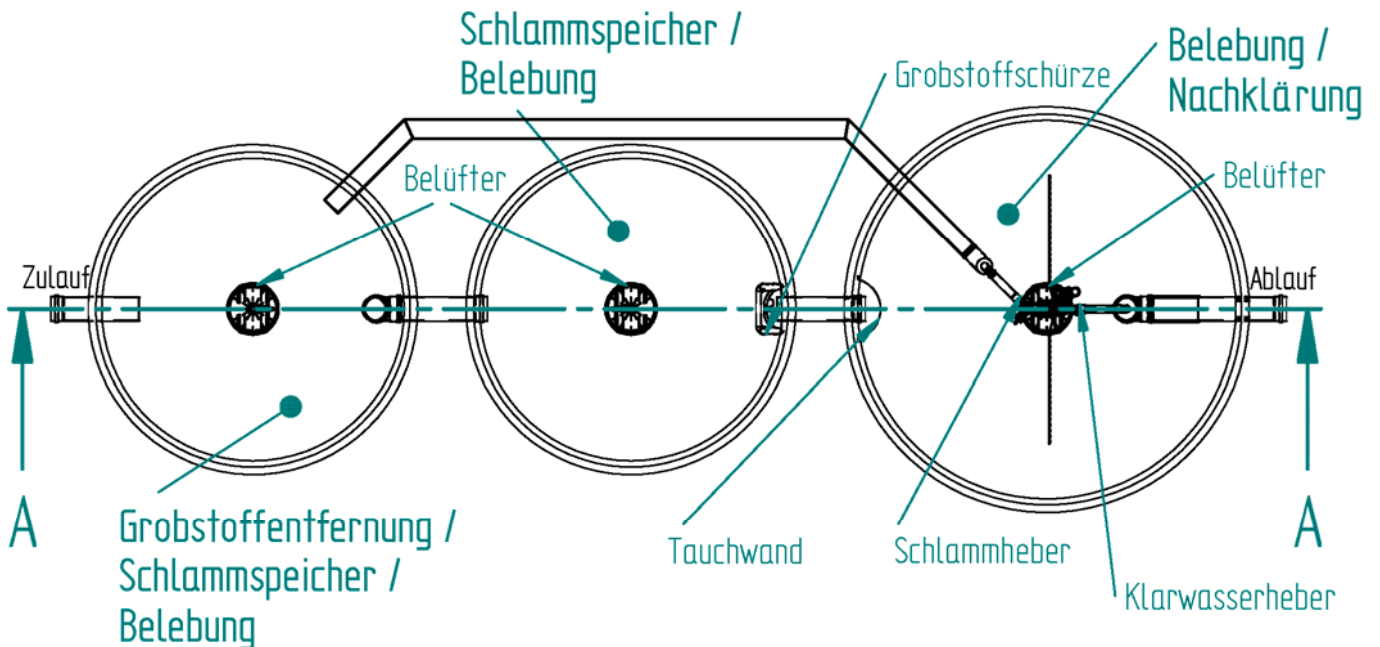 Schlammspeicher /
Belebung
Grobstoffschürze
Belebung /
Nachklärung
Belüfter
Belüfter
Zulauf
Ablauf
A
A
Grobstoffentfernung /
Schlammspeicher /
Belebung
Tauchwand
Schlammheber
Klarwasserheber